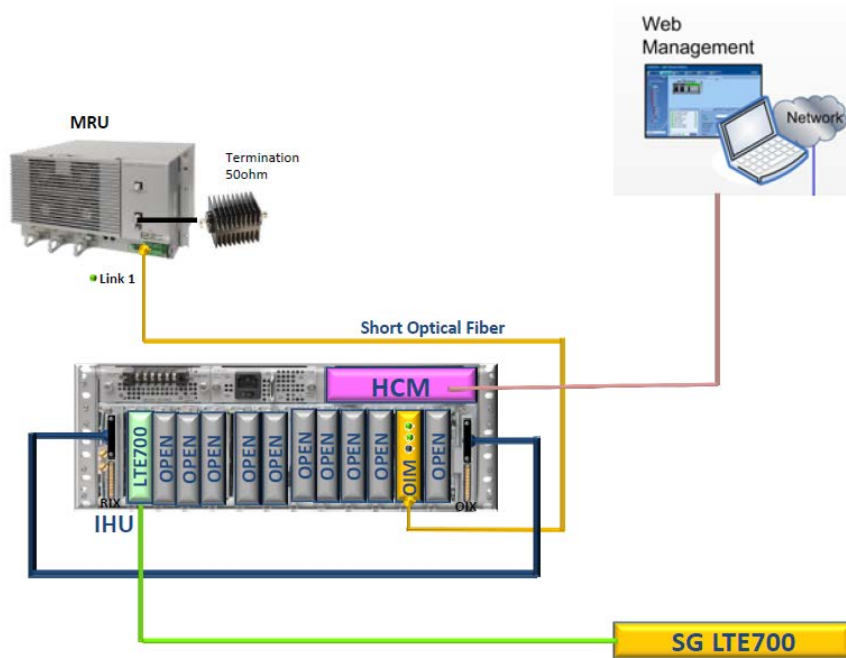 Web
Management
Network
MRU
Termination
50ohm
Link 1
Short Optical Fiber
HCM
LTE700
OPEN
OPEN
OPEN
OPEN
OPEN
OPEN
OPEN
OPEN
OPEN
OIM
OPEN
RIX
OIX
IHU
SG LTE700